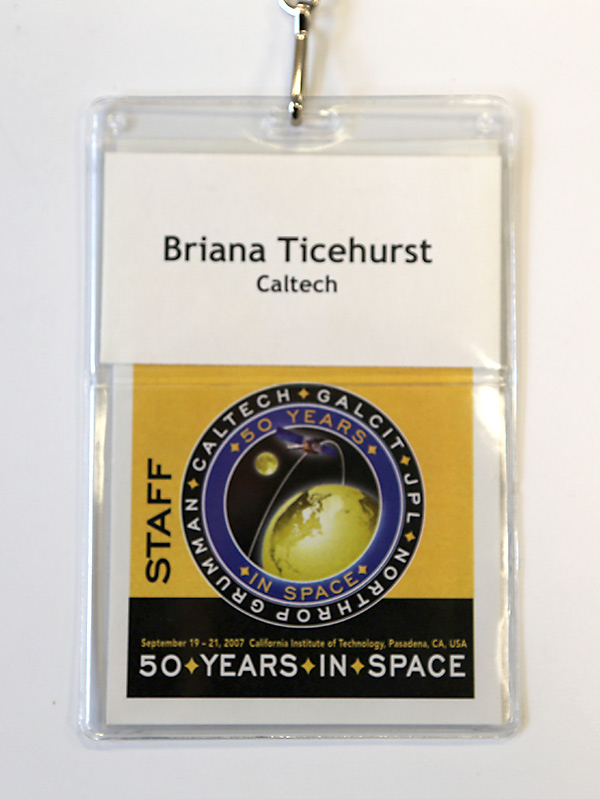 Briana Ticehurst
Caltech
STAFF
CALTECH ✦ GALCIT ✦ JPL ✦ NORTHROP GRUMMAN ✦
✦ 50 YEARS ✦
✦ IN SPACE ✦
September 19 – 21, 2007 California Institute of Technology, Pasadena, CA, USA
50✦YEARS✦IN✦SPACE